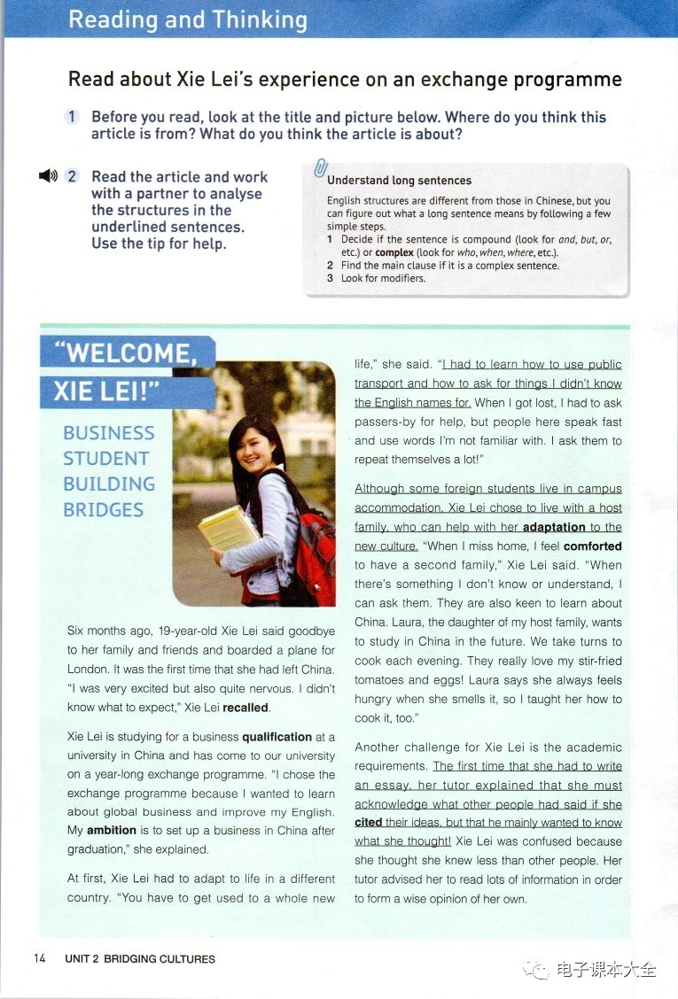 Reading and Thinking
Read about Xie Lei's experience on an exchange programme
1 Before you read, look at the title and picture below. Where do you think this
article is from? What do you think the article is about?
2 Read the article and work
with a partner to analyse
the structures in the
underlined sentences.
Use the tip for help.
Understand long sentences
English structures are different from those in Chinese, but you
can figure out what a long sentence means by following a few
simple steps.
1 Decide if the sentence is compound (look for and, but, or,
etc.) or complex (look for who, when, where, etc.).
2 Find the main clause if it is a complex sentence.
3 Look for modifiers.
“WELCOME,
XIE LEI!”
BUSINESS
STUDENT
BUILDING
BRIDGES
Six months ago, 19-year-old Xie Lei said goodbye
to her family and friends and boarded a plane for
London. It was the first time that she had left China.
“I was very excited but also quite nervous. I didn't
know what to expect,” Xie Lei recalled.
Xie Lei is studying for a business qualification at a
university in China and has come to our university
on a year-long exchange programme. “I chose the
exchange programme because I wanted to learn
about global business and improve my English.
My ambition is to set up a business in China after
graduation,” she explained.
At first, Xie Lei had to adapt to life in a different
country. “You have to get used to a whole new
life,” she said. “I had to learn how to use public
transport and how to ask for things I didn't know
the English names for. When I got lost, I had to ask
passers-by for help, but people here speak fast
and use words I'm not familiar with. I ask them to
repeat themselves a lot!”
Although some foreign students live in campus
accommodation, Xie Lei chose to live with a host
family, who can help with her adaptation to the
new culture. “When I miss home, I feel comforted
to have a second family,” Xie Lei said. “When
there's something I don't know or understand, I
can ask them. They are also keen to learn about
China. Laura, the daughter of my host family, wants
to study in China in the future. We take turns to
cook each evening. They really love my stir-fried
tomatoes and eggs! Laura says she always feels
hungry when she smells it, so I taught her how to
cook it, too.”
Another challenge for Xie Lei is the academic
requirements. The first time that she had to write
an essay, her tutor explained that she must
acknowledge what other people had said if she
cited their ideas, but that he mainly wanted to know
what she thought! Xie Lei was confused because
she thought she knew less than other people. Her
tutor advised her to read lots of information in order
to form a wise opinion of her own.
14 UNIT 2 BRIDGING CULTURES
电子课本大全